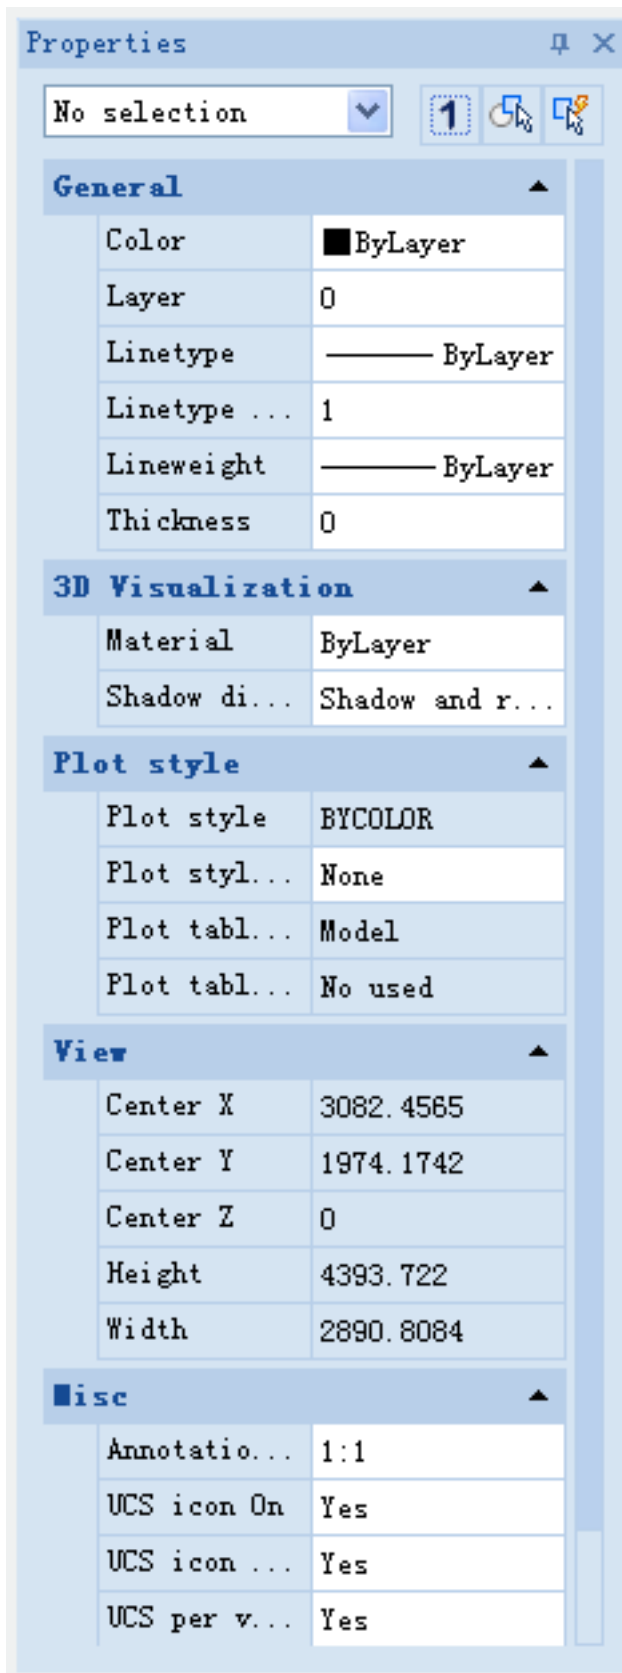 Properties
No selection 1
General
Color ByLayer
Layer 0
Linetype ByLayer
Linetype ... 1
Lineweight ByLayer
Thickness 0
3D Visualization
Material ByLayer
Shadow di... Shadow and r...
Plot style
Plot style BYCOLOR
Plot styl... None
Plot tabl... Model
Plot tabl... No used
View
Center X 3082.4565
Center Y 1974.1742
Center Z 0
Height 4393.722
Width 2890.8084
Misc
Annotatio... 1:1
UCS icon On Yes
UCS icon ... Yes
UCS per v... Yes